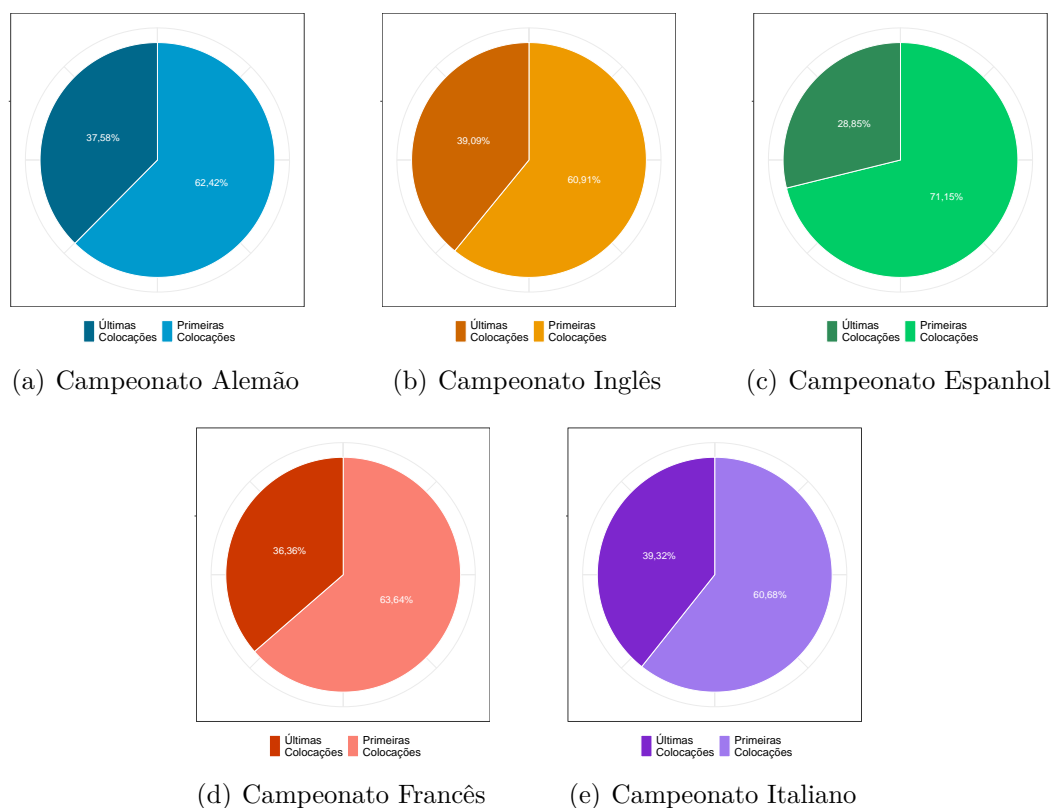 37,58%
62,42%
Últimas Colocações
Primeiras Colocações
(a) Campeonato Alemão
39,09%
60,91%
Últimas Colocações
Primeiras Colocações
(b) Campeonato Inglês
28,85%
71,15%
Últimas Colocações
Primeiras Colocações
(c) Campeonato Espanhol
36,36%
63,64%
Últimas Colocações
Primeiras Colocações
(d) Campeonato Francês
39,32%
60,68%
Últimas Colocações
Primeiras Colocações
(e) Campeonato Italiano